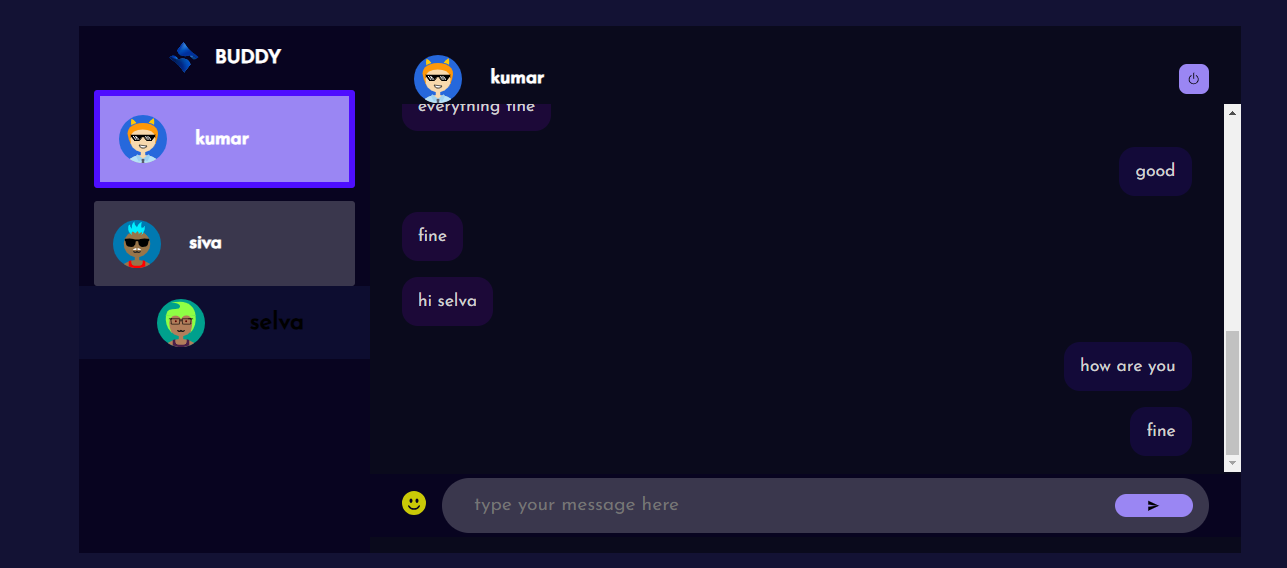 BUDDY
kumar
siva
selva
kumar
everything fine
good
fine
hi selva
how are you
fine
type your message here